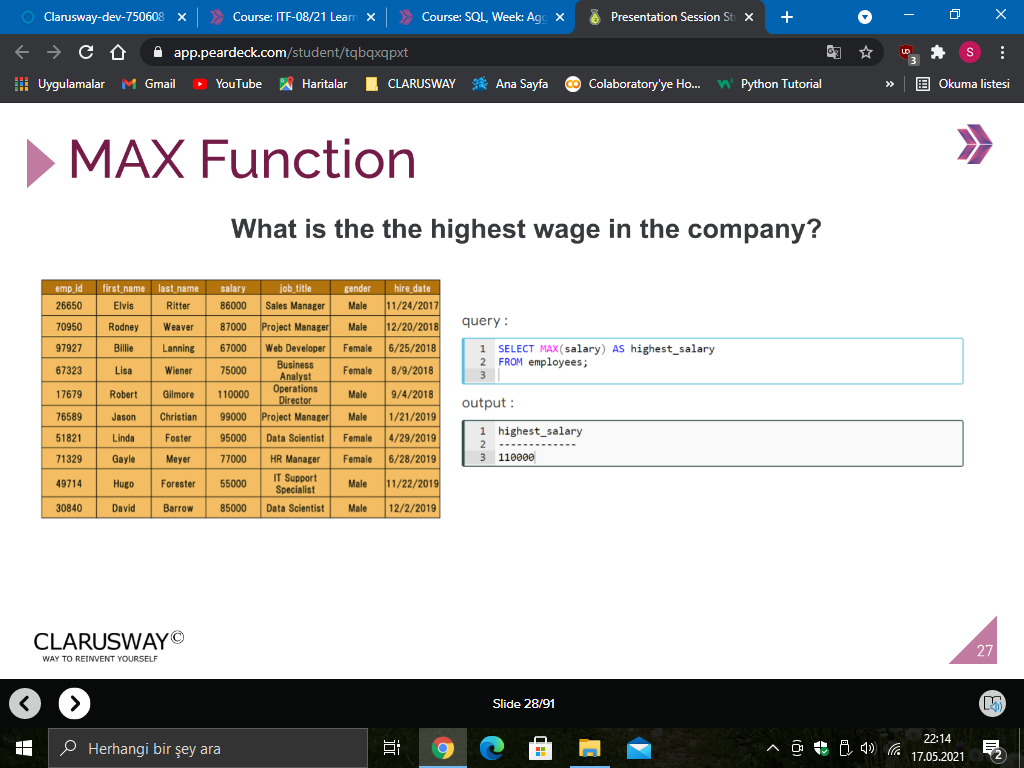 Clarusway-dev-750608
Course: ITF-08/21 Learn
Course: SQL, Week: Agg
Presentation Session St
app.peardeck.com/student/tqbqxqpxt
UD
3
S
Uygulamalar
Gmail
YouTube
Haritalar
CLARUSWAY
Ana Sayfa
Colaboratory'ye Ho...
Python Tutorial
»
Okuma listesi
MAX Function
What is the the highest wage in the company?
emp_id first_name last_name salary job_title gender hire_date
26650 Elvis Ritter 86000 Sales Manager Male 11/24/2017
70950 Rodney Weaver 87000 Project Manager Male 12/20/2018
97927 Billie Lanning 67000 Web Developer Female 6/25/2018
67323 Lisa Wiener 75000 Business Analyst Female 8/9/2018
17679 Robert Gilmore 110000 Operations Director Male 9/4/2018
76589 Jason Christian 99000 Project Manager Male 1/21/2019
51821 Linda Foster 95000 Data Scientist Female 4/29/2019
71329 Gayle Meyer 77000 HR Manager Female 6/28/2019
49714 Hugo Forester 55000 IT Support Specialist Male 11/22/2019
30840 David Barrow 85000 Data Scientist Male 12/2/2019
query :
1 SELECT MAX(salary) AS highest_salary
2 FROM employees;
3
output :
1 highest_salary
2 -------------
3 110000
CLARUSWAY©
WAY TO REINVENT YOURSELF
27
Slide 28/91
Herhangi bir şey ara
22:14
17.05.2021
2